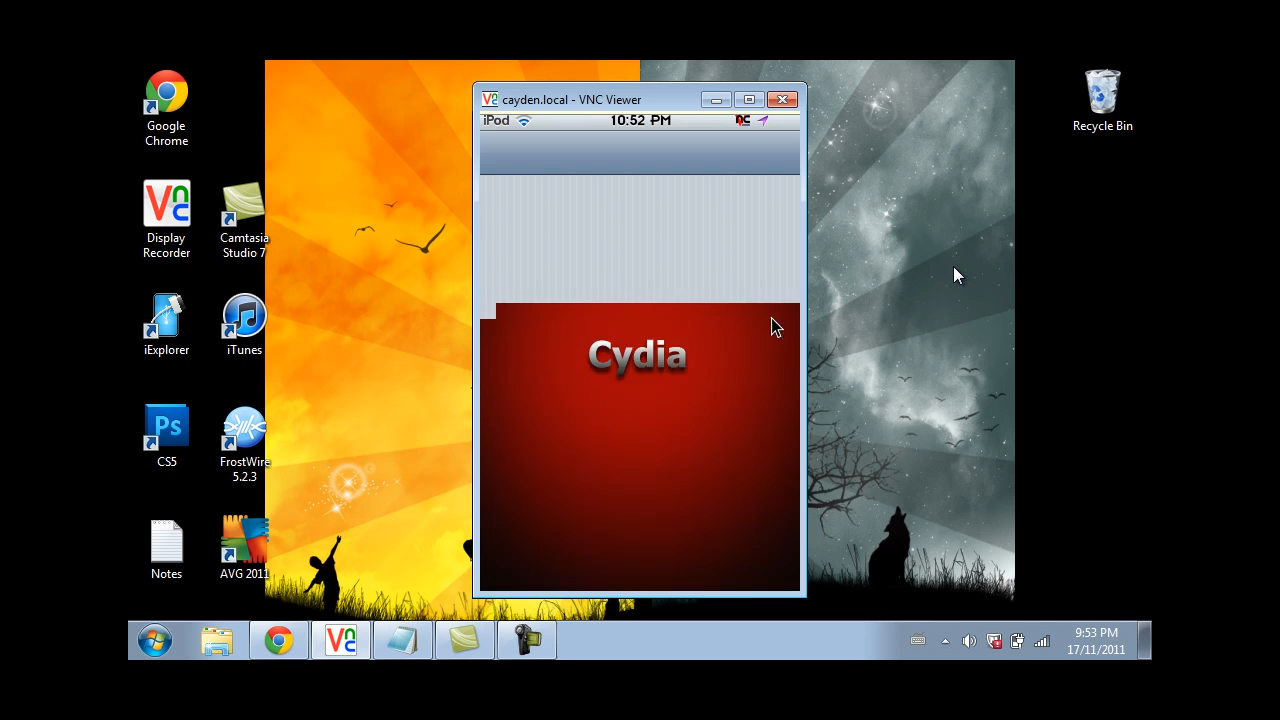 cayden.local - VNC Viewer
iPod
10:52 PM
Cydia
Google
Chrome
Display
Recorder
Camtasia
Studio 7
iExplorer
iTunes
Ps
CS5
FrostWire
5.2.3
Notes
AVG 2011
Recycle Bin
9:53 PM
17/11/2011